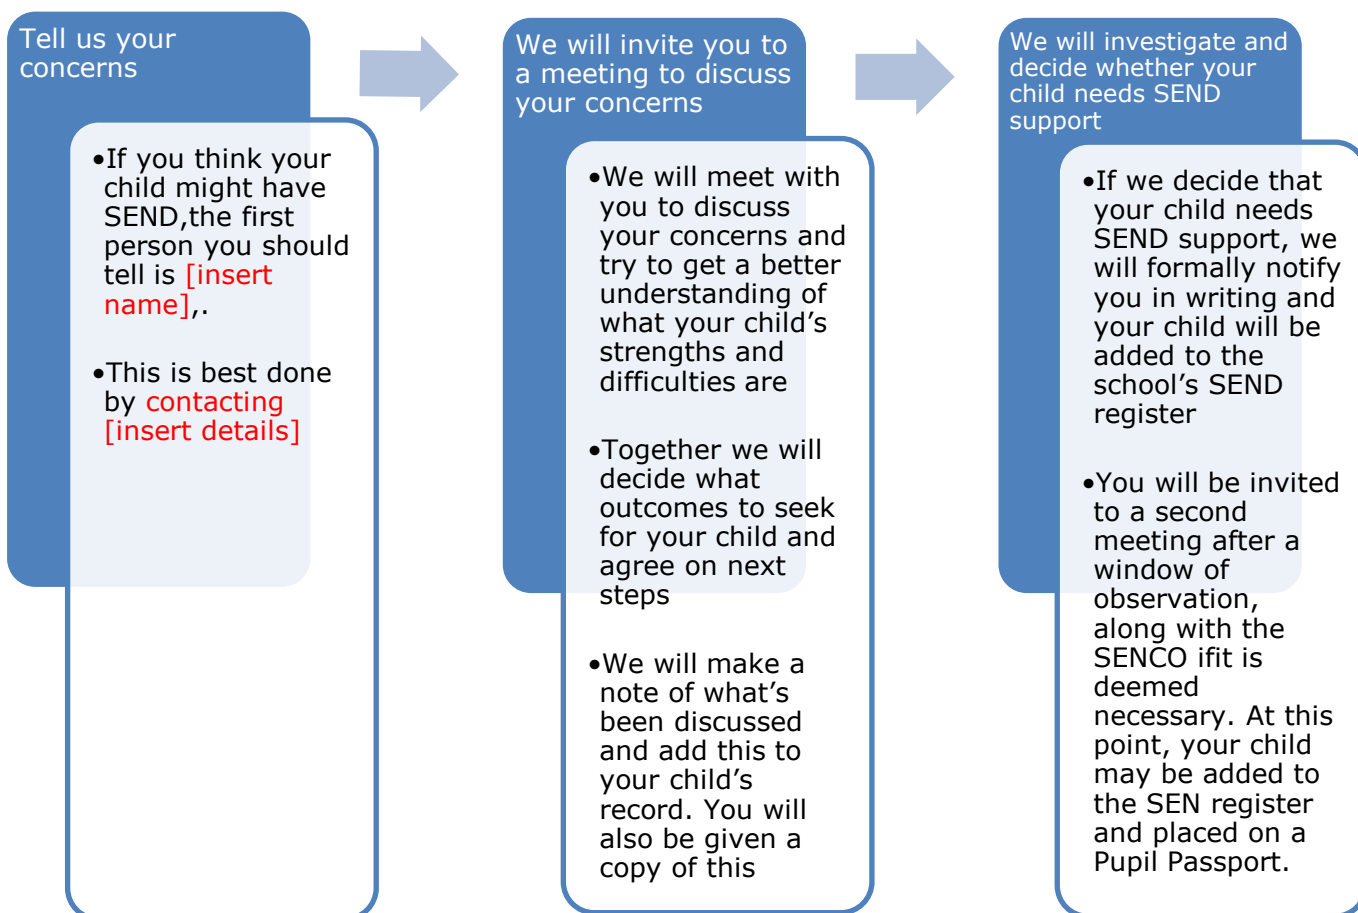 Tell us your
concerns
•If you think your
child might have
SEND,the first
person you should
tell is [insert
name],.
•This is best done
by contacting
[insert details]
We will invite you to
a meeting to discuss
your concerns
•We will meet with
you to discuss
your concerns and
try to get a better
understanding of
what your child’s
strengths and
difficulties are
•Together we will
decide what
outcomes to seek
for your child and
agree on next
steps
•We will make a
note of what’s
been discussed
and add this to
your child’s
record. You will
also be given a
copy of this
We will investigate and
decide whether your
child needs SEND
support
•If we decide that
your child needs
SEND support, we
will formally notify
you in writing and
your child will be
added to the
school’s SEND
register
•You will be invited
to a second
meeting after a
window of
observation,
along with the
SENCO ifit is
deemed
necessary. At this
point, your child
may be added to
the SEN register
and placed on a
Pupil Passport.